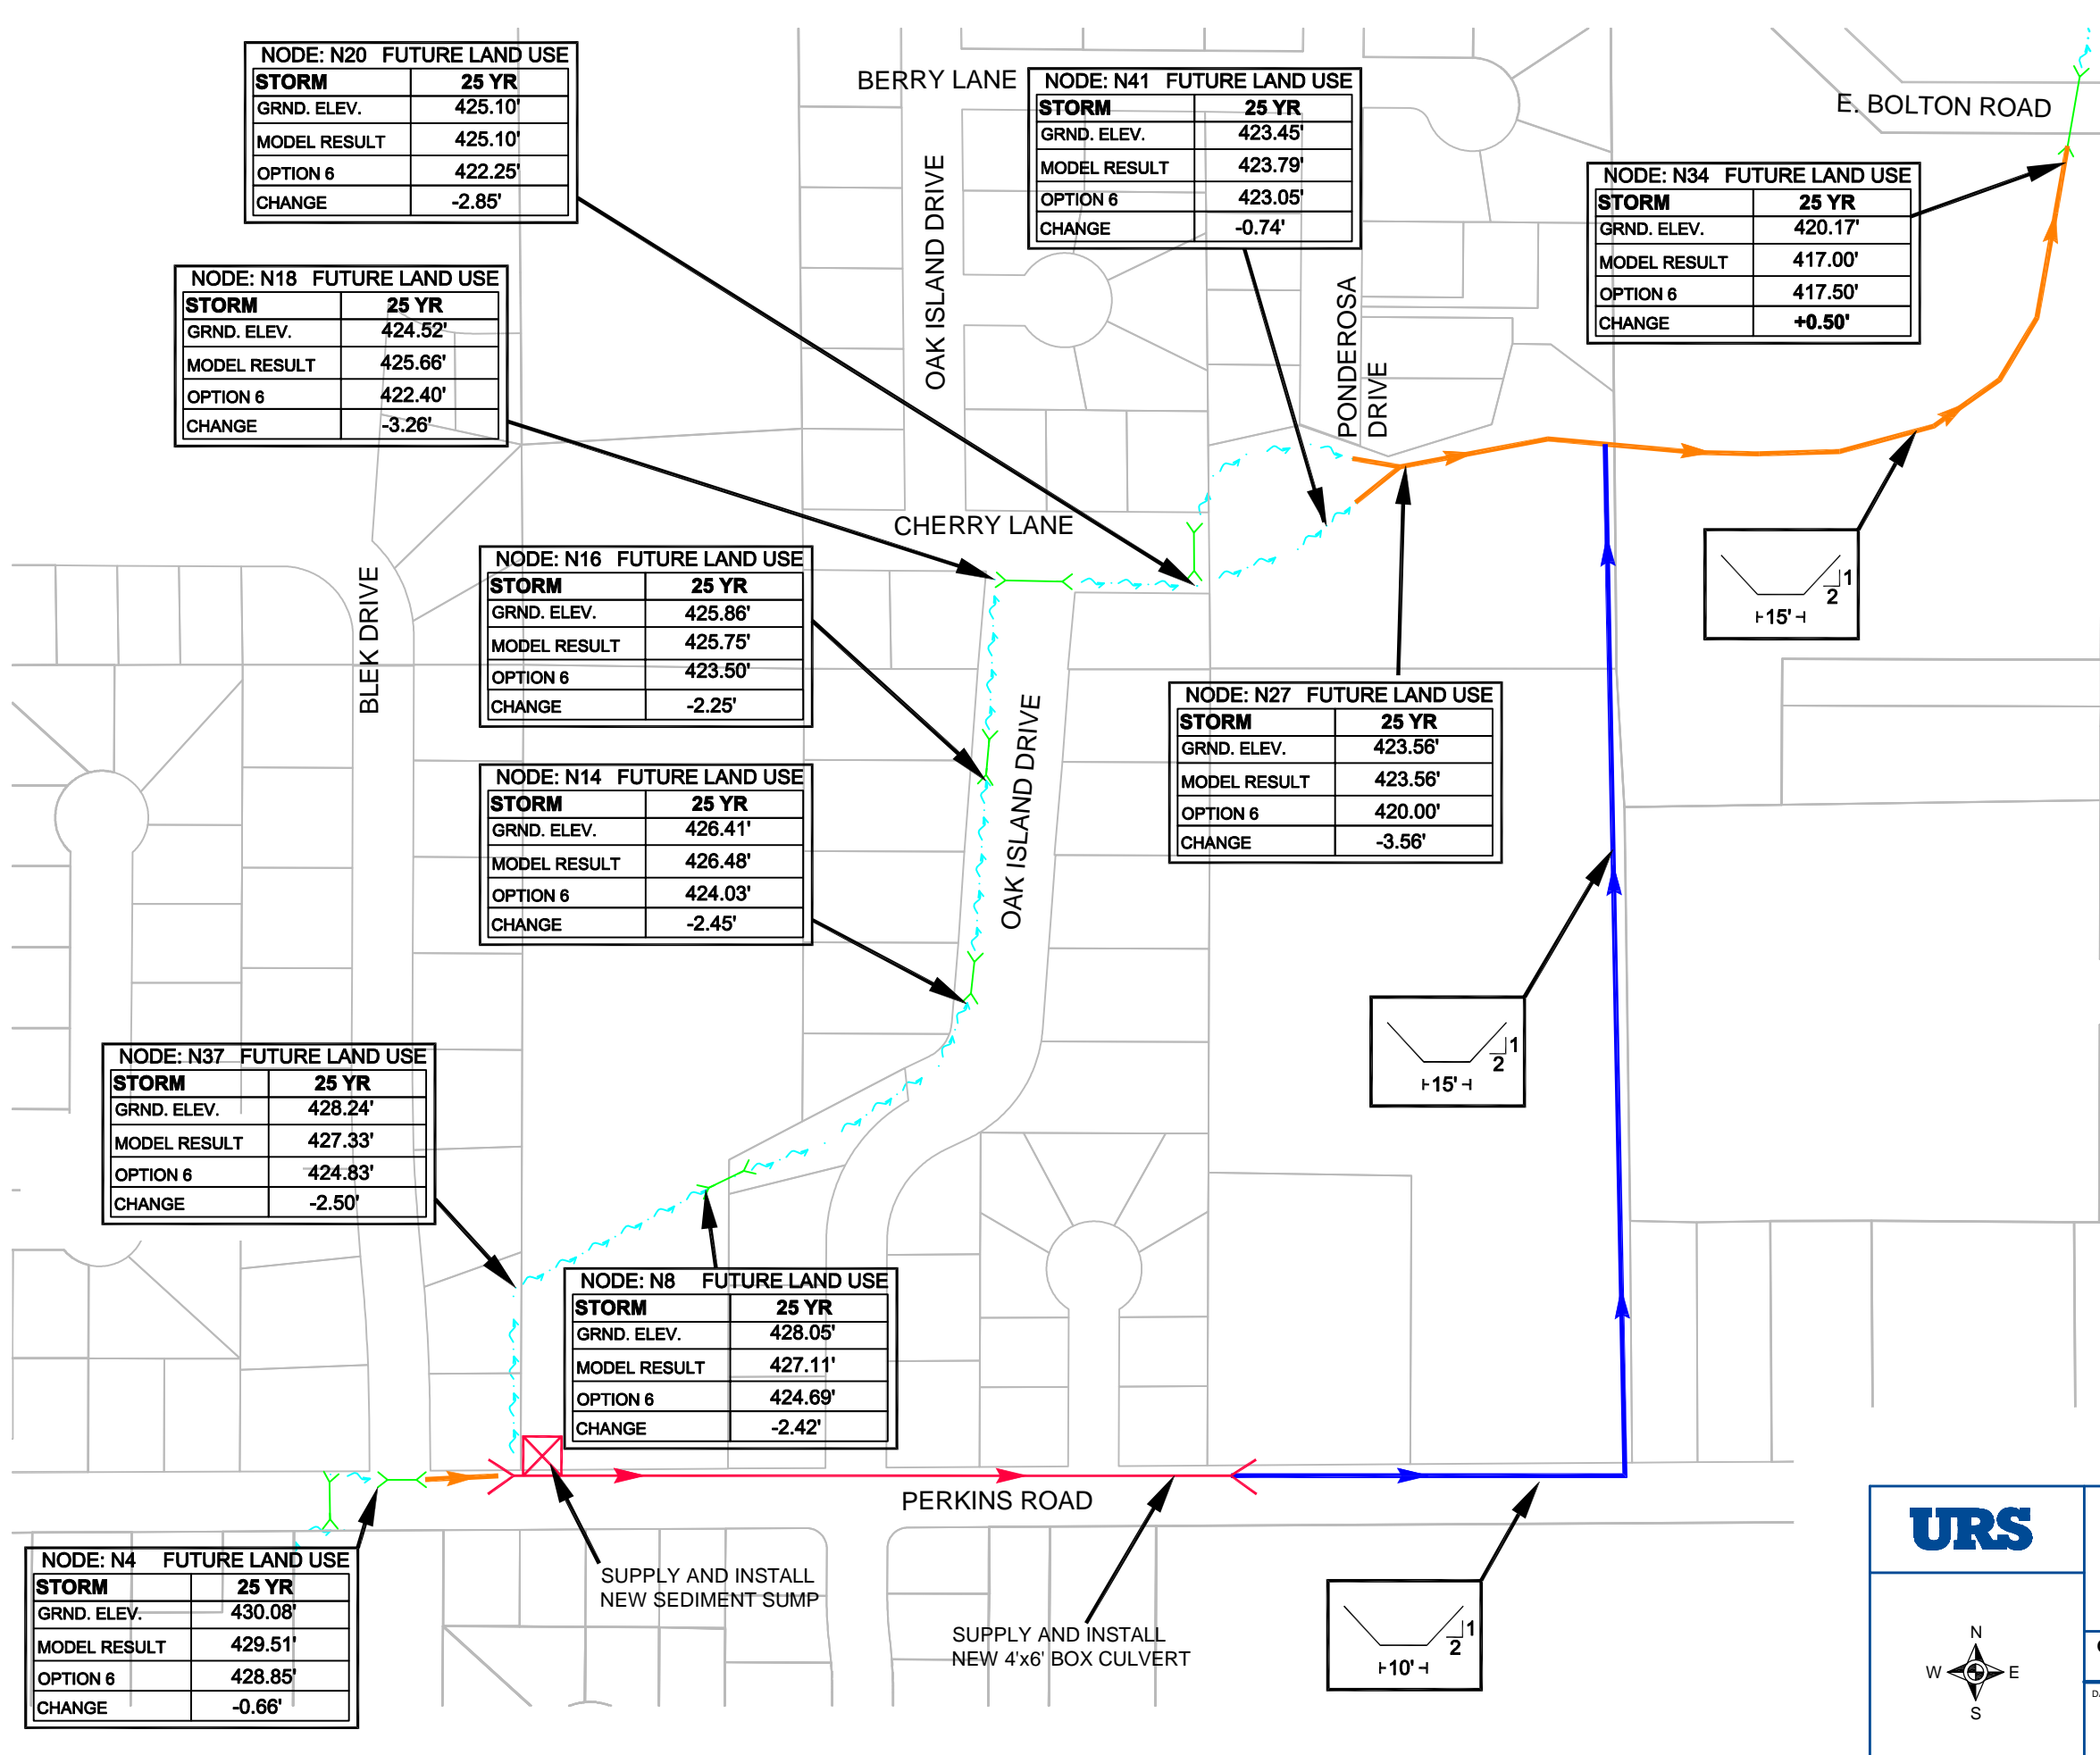 NODE: N20 FUTURE LAND USE
STORM 25 YR
GRND. ELEV. 425.10'
MODEL RESULT 425.10'
OPTION 6 422.25'
CHANGE -2.85'
BERRY LANE
NODE: N41 FUTURE LAND USE
STORM 25 YR
GRND. ELEV. 423.45'
MODEL RESULT 423.79'
OPTION 6 423.05'
CHANGE -0.74'
E. BOLTON ROAD
NODE: N34 FUTURE LAND USE
STORM 25 YR
GRND. ELEV. 420.17'
MODEL RESULT 417.00'
OPTION 6 417.50'
CHANGE +0.50'
OAK ISLAND DRIVE
NODE: N18 FUTURE LAND USE
STORM 25 YR
GRND. ELEV. 424.52'
MODEL RESULT 425.66'
OPTION 6 422.40'
CHANGE -3.26'
PONDEROSA
DRIVE
CHERRY LANE
NODE: N16 FUTURE LAND USE
STORM 25 YR
GRND. ELEV. 425.86'
MODEL RESULT 425.75'
OPTION 6 423.50'
CHANGE -2.25'
BLEK DRIVE
1
2
15'
NODE: N27 FUTURE LAND USE
STORM 25 YR
GRND. ELEV. 423.56'
MODEL RESULT 423.56'
OPTION 6 420.00'
CHANGE -3.56'
OAK ISLAND DRIVE
NODE: N14 FUTURE LAND USE
STORM 25 YR
GRND. ELEV. 426.41'
MODEL RESULT 426.48'
OPTION 6 424.03'
CHANGE -2.45'
1
2
15'
NODE: N37 FUTURE LAND USE
STORM 25 YR
GRND. ELEV. 428.24'
MODEL RESULT 427.33'
OPTION 6 424.83'
CHANGE -2.50'
NODE: N8 FUTURE LAND USE
STORM 25 YR
GRND. ELEV. 428.05'
MODEL RESULT 427.11'
OPTION 6 424.69'
CHANGE -2.42'
PERKINS ROAD
NODE: N4 FUTURE LAND USE
STORM 25 YR
GRND. ELEV. 430.08'
MODEL RESULT 429.51'
OPTION 6 428.85'
CHANGE -0.66'
SUPPLY AND INSTALL
NEW SEDIMENT SUMP
SUPPLY AND INSTALL
NEW 4'x6' BOX CULVERT
1
2
10'
URS
N
W E
S